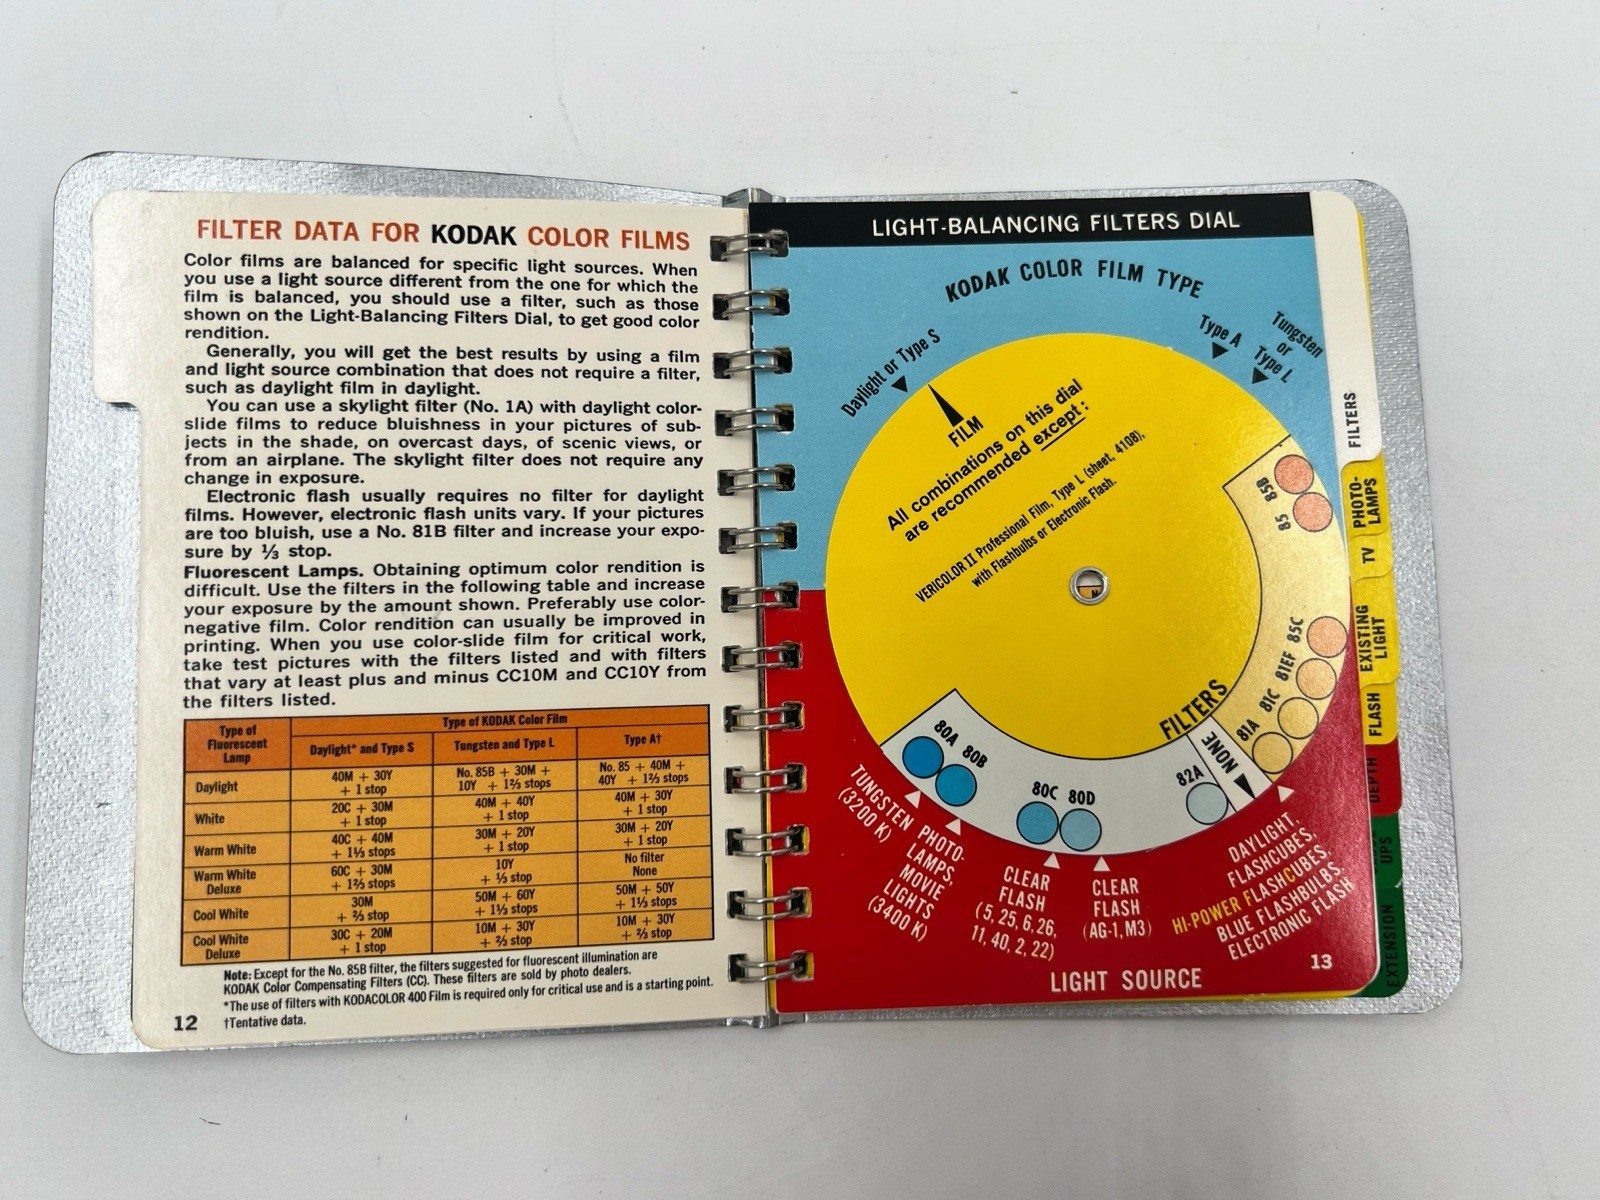 FILTER DATA FOR KODAK COLOR FILMS
Color films are balanced for specific light sources. When
you use a light source different from the one for which the
film is balanced, you should use a filter, such as those
shown on the Light-Balancing Filters Dial, to get good color
rendition.
Generally, you will get the best results by using a film
and light source combination that does not require a filter,
such as daylight film in daylight.
You can use a skylight filter (No. 1A) with daylight color-
slide films to reduce bluishness in your pictures of sub-
jects in the shade, on overcast days, of scenic views, or
from an airplane. The skylight filter does not require any
change in exposure.
Electronic flash usually requires no filter for daylight
films. However, electronic flash units vary. If your pictures
are too bluish, use a No. 81B filter and increase your expo-
sure by ⅓ stop.
Fluorescent Lamps. Obtaining optimum color rendition is
difficult. Use the filters in the following table and increase
your exposure by the amount shown. Preferably use color-
negative film. Color rendition can usually be improved in
printing. When you use color-slide film for critical work,
take test pictures with the filters listed and with filters
that vary at least plus and minus CC10M and CC10Y from
the filters listed.
Type of
Fluorescent
Lamp
Type of KODAK Color Film
Daylight* and Type S
Tungsten and Type L
Type A†
Daylight
40M + 30Y
+ 1 stop
No. 85B + 30M +
10Y + 1⅔ stops
No. 85 + 40M +
40Y + 1⅔ stops
White
20C + 30M
+ 1 stop
40M + 40Y
+ 1 stop
40M + 30Y
+ 1 stop
Warm White
40C + 40M
+ 1⅓ stops
30M + 20Y
+ 1 stop
30M + 20Y
+ 1 stop
Warm White
Deluxe
60C + 30M
+ 1⅔ stops
10Y
+ ⅓ stop
No filter
None
Cool White
30M
+ ⅔ stop
50M + 60Y
+ 1⅓ stops
50M + 50Y
+ 1⅓ stops
Cool White
Deluxe
30C + 20M
+ 1 stop
10M + 30Y
+ ⅔ stop
10M + 30Y
+ ⅔ stop
Note: Except for the No. 85B filter, the filters suggested for fluorescent illumination are
KODAK Color Compensating Filters (CC). These filters are sold by photo dealers.
*The use of filters with KODACOLOR 400 Film is required only for critical use and is a starting point.
†Tentative data.
12
LIGHT-BALANCING FILTERS DIAL
KODAK COLOR FILM TYPE
Daylight or Type S
Type A
Tungsten
or
Type L
FILM
All combinations on this dial
are recommended except:
VERICOLOR II Professional Film, Type L (sheet, 4108),
with Flashbulbs or Electronic Flash.
85B
85
85C
81EF
81C
81A
FILTERS
NONE
82A
80D
80C
80B
80A
TUNGSTEN
(3200 K)
PHOTO-
LAMPS,
MOVIE
LIGHTS
(3400 K)
CLEAR
FLASH
(5, 25, 6, 26,
11, 40, 2, 22)
CLEAR
FLASH
(AG-1, M3)
DAYLIGHT,
FLASHCUBES,
HI-POWER FLASHCUBES,
BLUE FLASHBULBS,
ELECTRONIC FLASH
LIGHT SOURCE
13
FILTERS
PHOTO-
LAMPS
TV
EXISTING
LIGHT
FLASH
DEPTH
UPS
EXTENSION